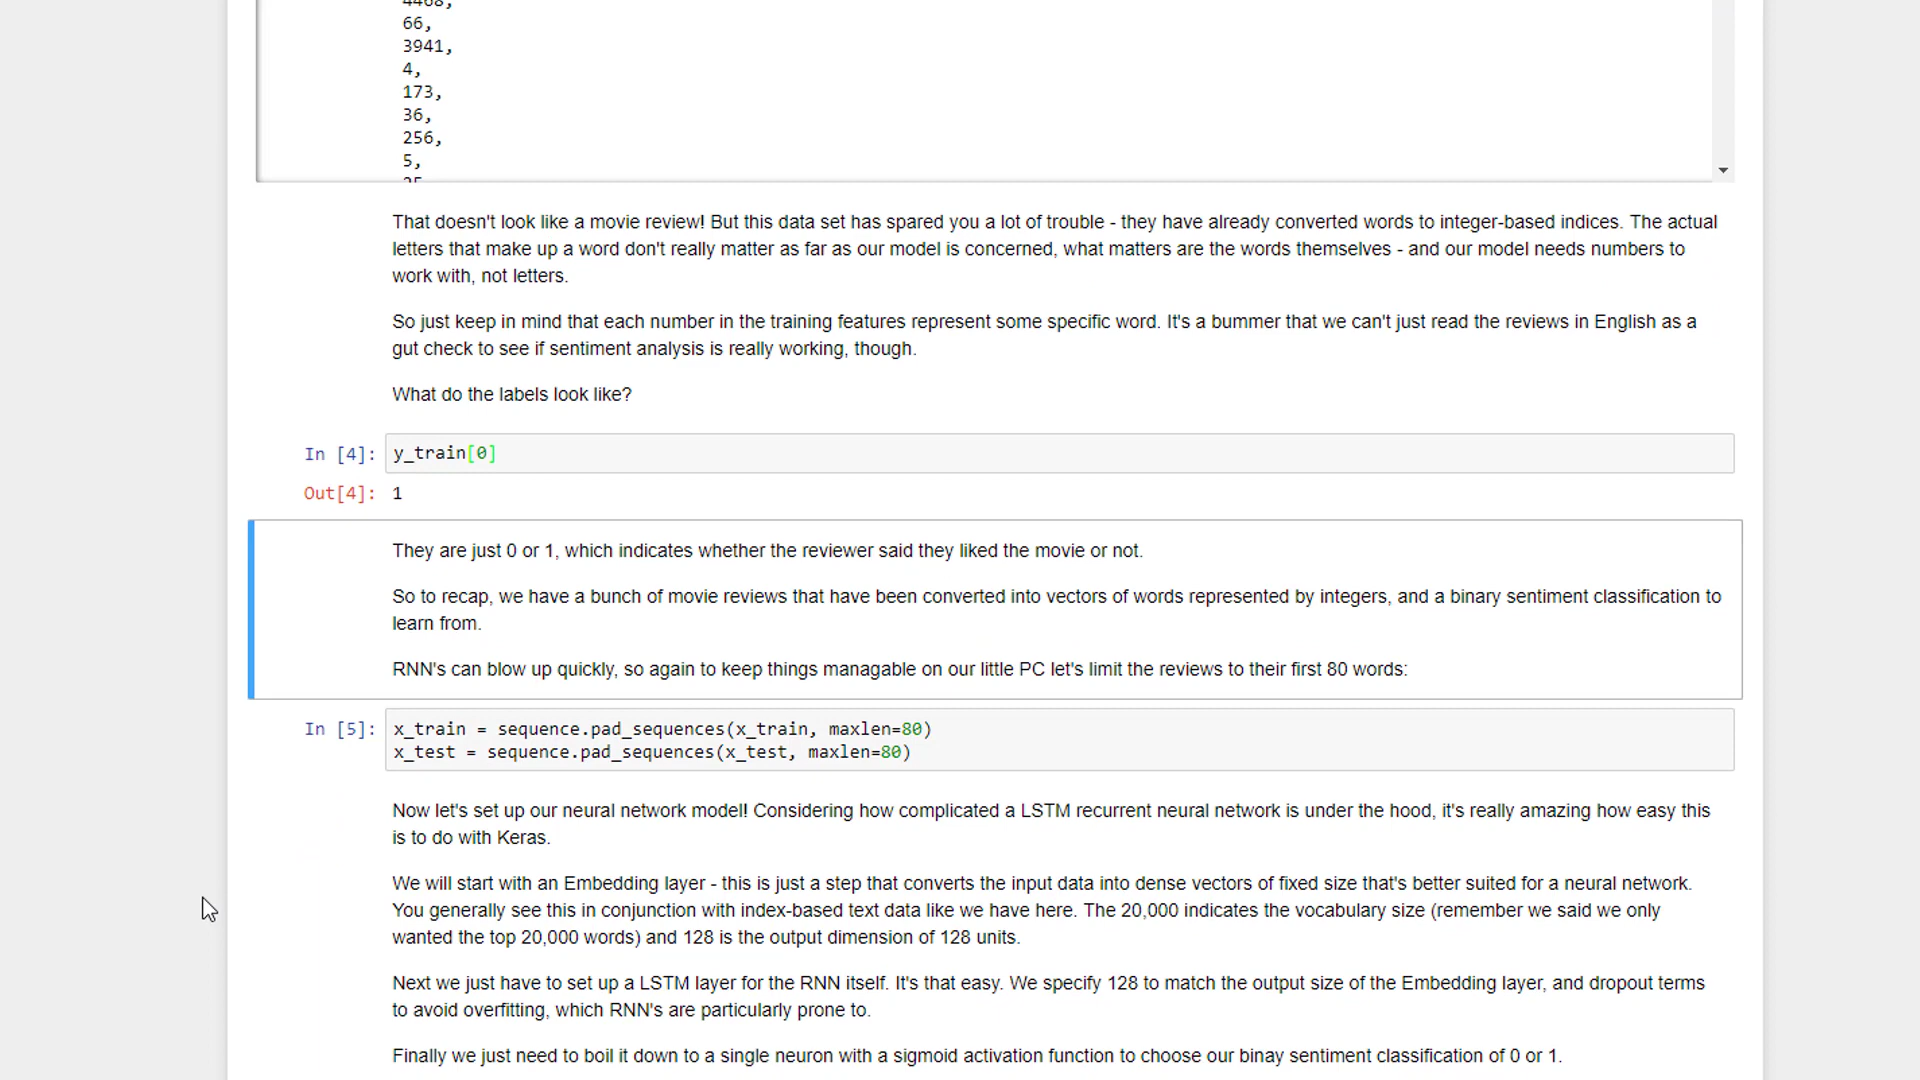 4468,
66,
3941,
4,
173,
36,
256,
5,
That doesn't look like a movie review! But this data set has spared you a lot of trouble - they have already converted words to integer-based indices. The actual
letters that make up a word don't really matter as far as our model is concerned, what matters are the words themselves - and our model needs numbers to
work with, not letters.
So just keep in mind that each number in the training features represent some specific word. It's a bummer that we can't just read the reviews in English as a
gut check to see if sentiment analysis is really working, though.
What do the labels look like?
In [4]: y_train[0]
Out[4]: 1
They are just 0 or 1, which indicates whether the reviewer said they liked the movie or not.
So to recap, we have a bunch of movie reviews that have been converted into vectors of words represented by integers, and a binary sentiment classification to
learn from.
RNN's can blow up quickly, so again to keep things managable on our little PC let's limit the reviews to their first 80 words:
In [5]: x_train = sequence.pad_sequences(x_train, maxlen=80)
x_test = sequence.pad_sequences(x_test, maxlen=80)
Now let's set up our neural network model! Considering how complicated a LSTM recurrent neural network is under the hood, it's really amazing how easy this
is to do with Keras.
We will start with an Embedding layer - this is just a step that converts the input data into dense vectors of fixed size that's better suited for a neural network.
You generally see this in conjunction with index-based text data like we have here. The 20,000 indicates the vocabulary size (remember we said we only
wanted the top 20,000 words) and 128 is the output dimension of 128 units.
Next we just have to set up a LSTM layer for the RNN itself. It's that easy. We specify 128 to match the output size of the Embedding layer, and dropout terms
to avoid overfitting, which RNN's are particularly prone to.
Finally we just need to boil it down to a single neuron with a sigmoid activation function to choose our binay sentiment classification of 0 or 1.